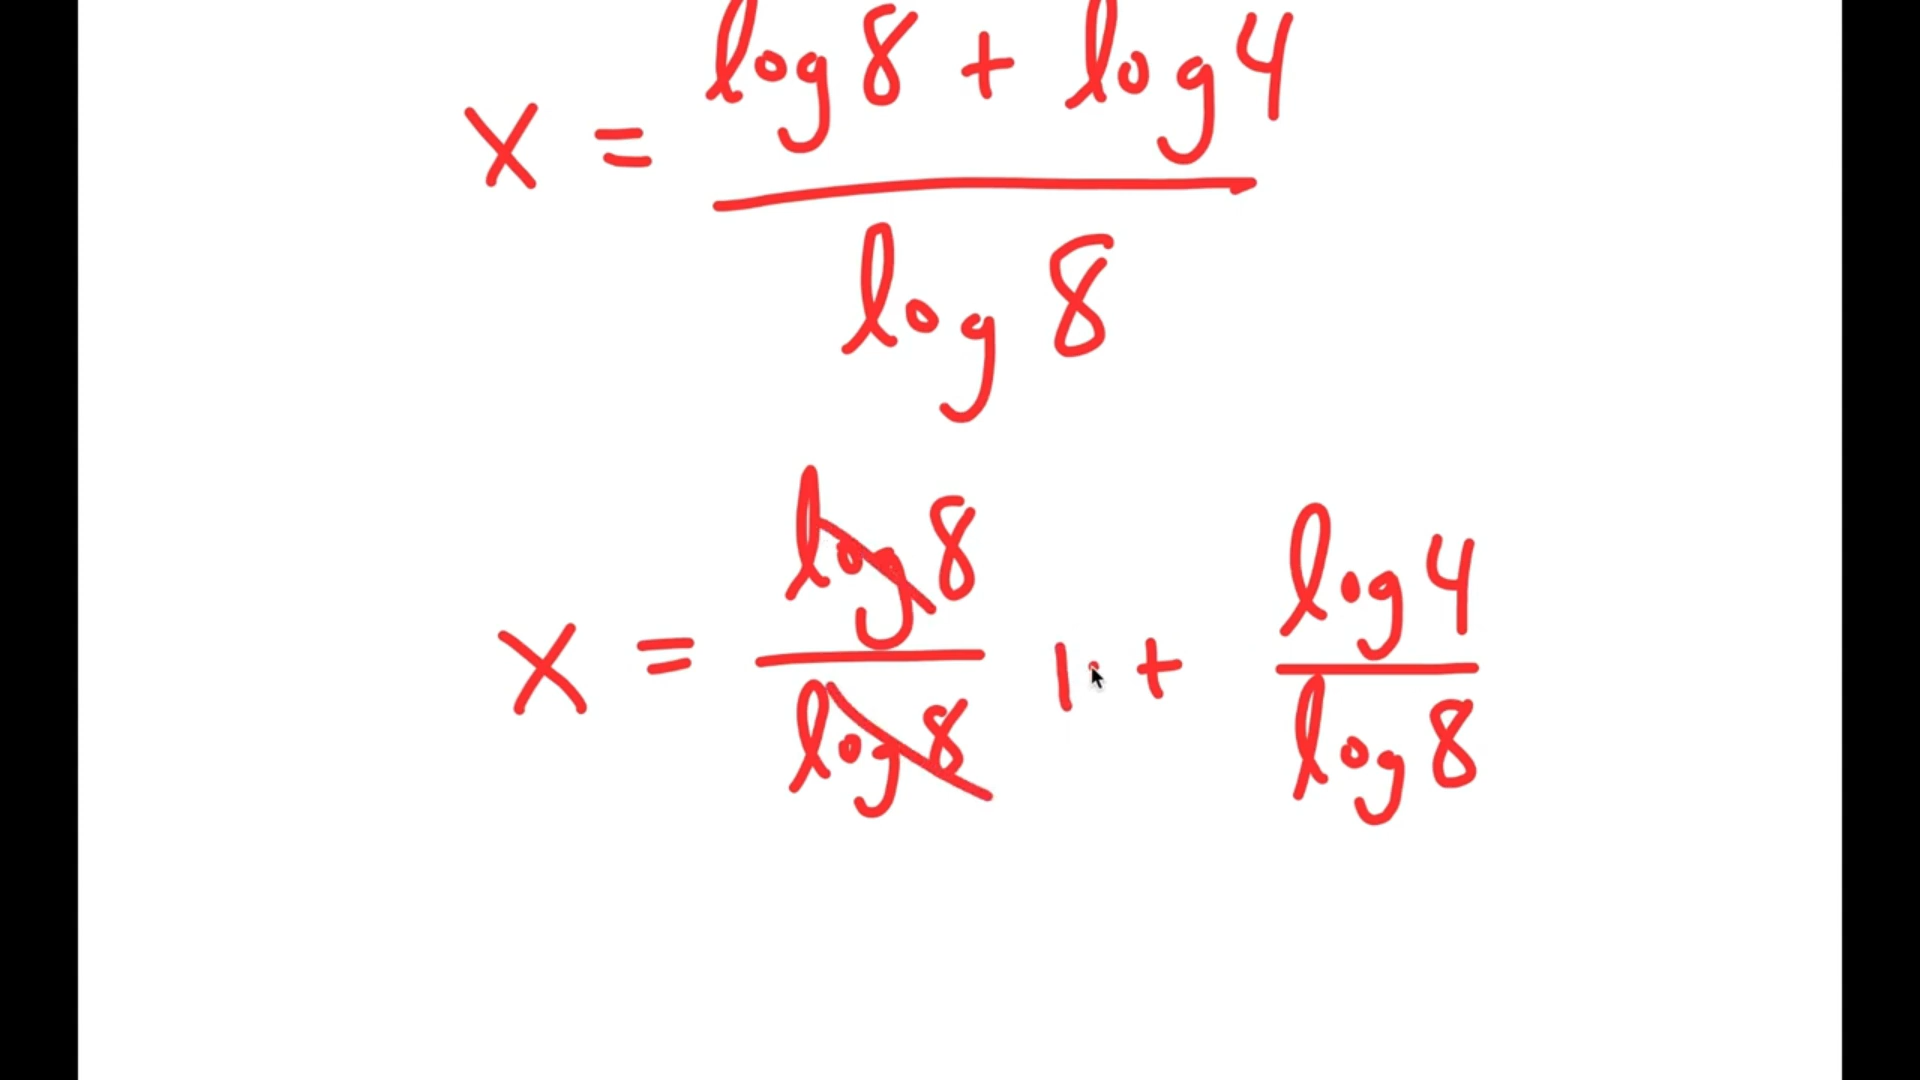 x = log 8 + log 4
log 8
x = log 8 / log 8 1 + log 4 / log 8